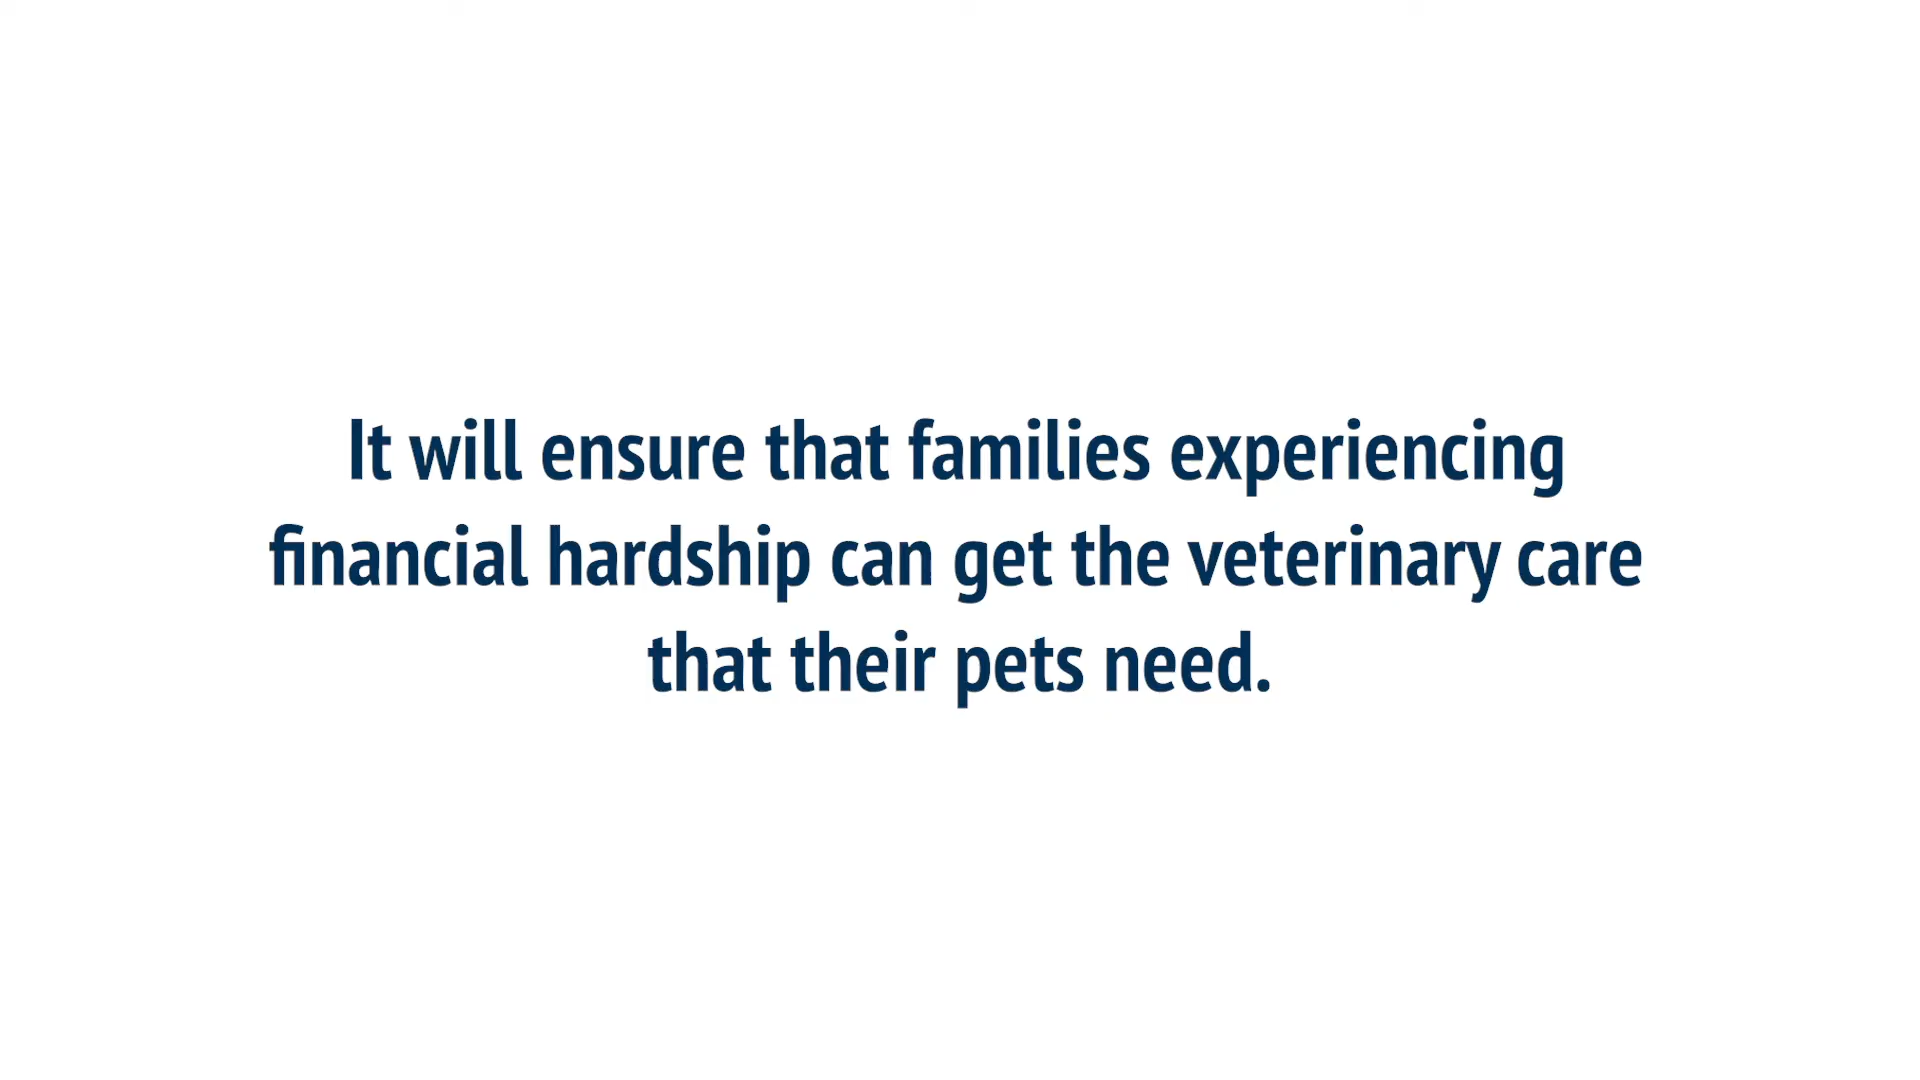 It will ensure that families experiencing
financial hardship can get the veterinary care
that their pets need.